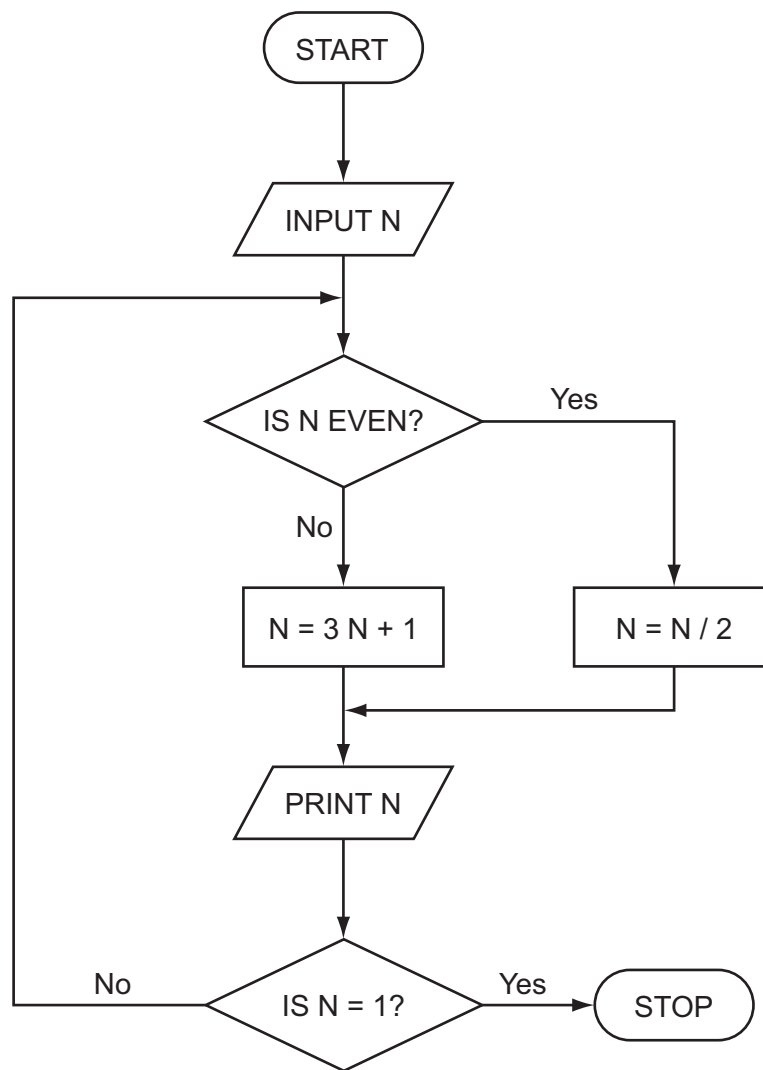 START
INPUT N
IS N EVEN?
Yes
No
N = 3 N + 1
N = N / 2
PRINT N
No
IS N = 1?
Yes
STOP